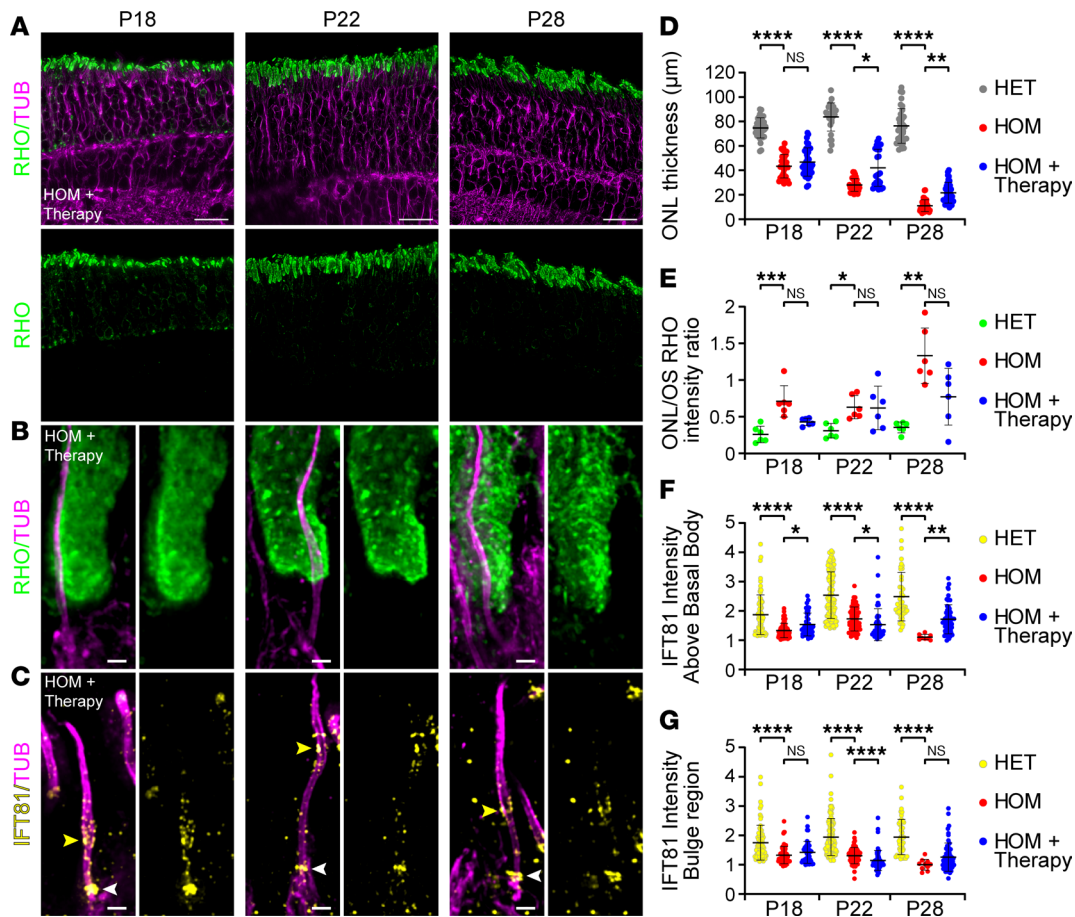 P18 P22 P28
A
RHO/TUB
HOM +
Therapy
RHO
B
RHO/TUB
HOM +
Therapy
C
IFT81/TUB
HOM +
Therapy
D
ONL thickness (µm)
120
100
80
60
40
20
0
**** **** ****
NS * **
P18 P22 P28
HET
HOM
HOM +
Therapy
E
ONL/OS RHO
intensity ratio
2
1.5
1
0.5
0
*** * **
NS NS NS
P18 P22 P28
HET
HOM
HOM +
Therapy
F
IFT81 Intensity
Above Basal Body
5
4
3
2
1
0
**** **** ****
* * **
P18 P22 P28
HET
HOM
HOM +
Therapy
G
IFT81 Intensity
Bulge region
5
4
3
2
1
0
**** **** ****
NS **** NS
P18 P22 P28
HET
HOM
HOM +
Therapy